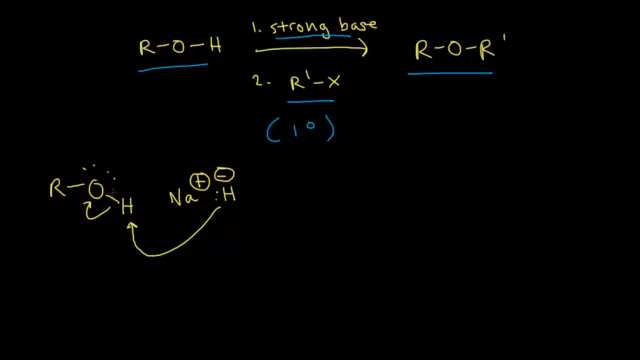 R-O-H 1. strong base R-O-R'
2. R'-X
(1°)
R-O-H Na⊕ ⊖:H